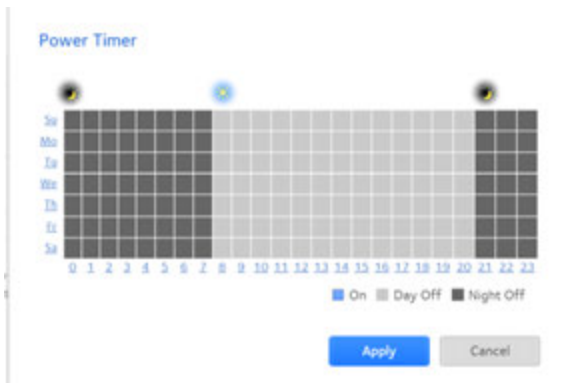 Power Timer
Su
Mo
Tu
We
Th
Fr
Sa
0 1 2 3 4 5 6 7 8 9 10 11 12 13 14 15 16 17 18 19 20 21 22 23
On Day Off Night Off
Apply Cancel